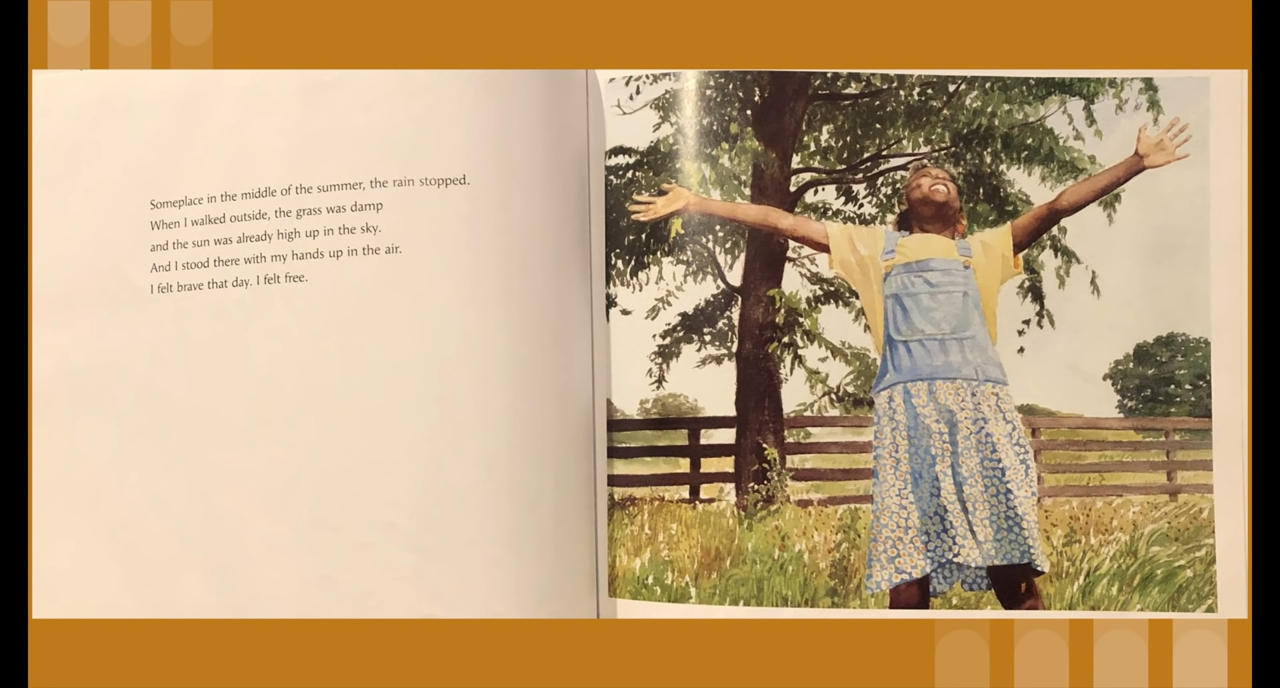 Someplace in the middle of the summer, the rain stopped.
When I walked outside, the grass was damp
and the sun was already high up in the sky.
And I stood there with my hands up in the air.
I felt brave that day. I felt free.